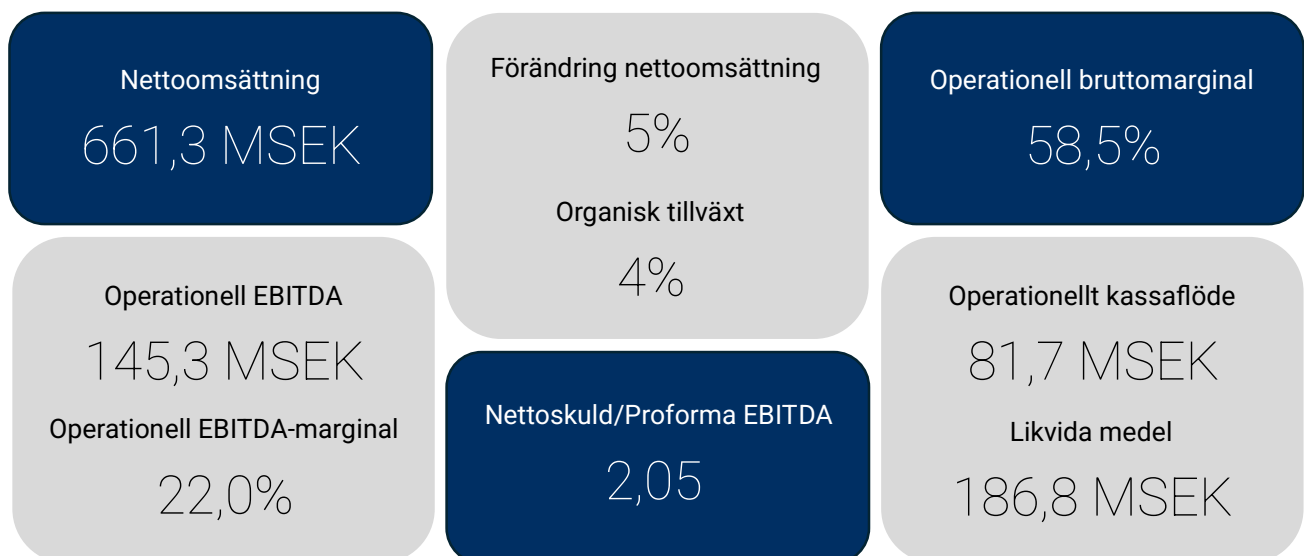 Nettoomsättning
661,3 MSEK
Förändring nettoomsättning
5%
Organisk tillväxt
4%
Operationell bruttomarginal
58,5%
Operationell EBITDA
145,3 MSEK
Operationell EBITDA-marginal
22,0%
Nettoskuld/Proforma EBITDA
2,05
Operationellt kassaflöde
81,7 MSEK
Likvida medel
186,8 MSEK